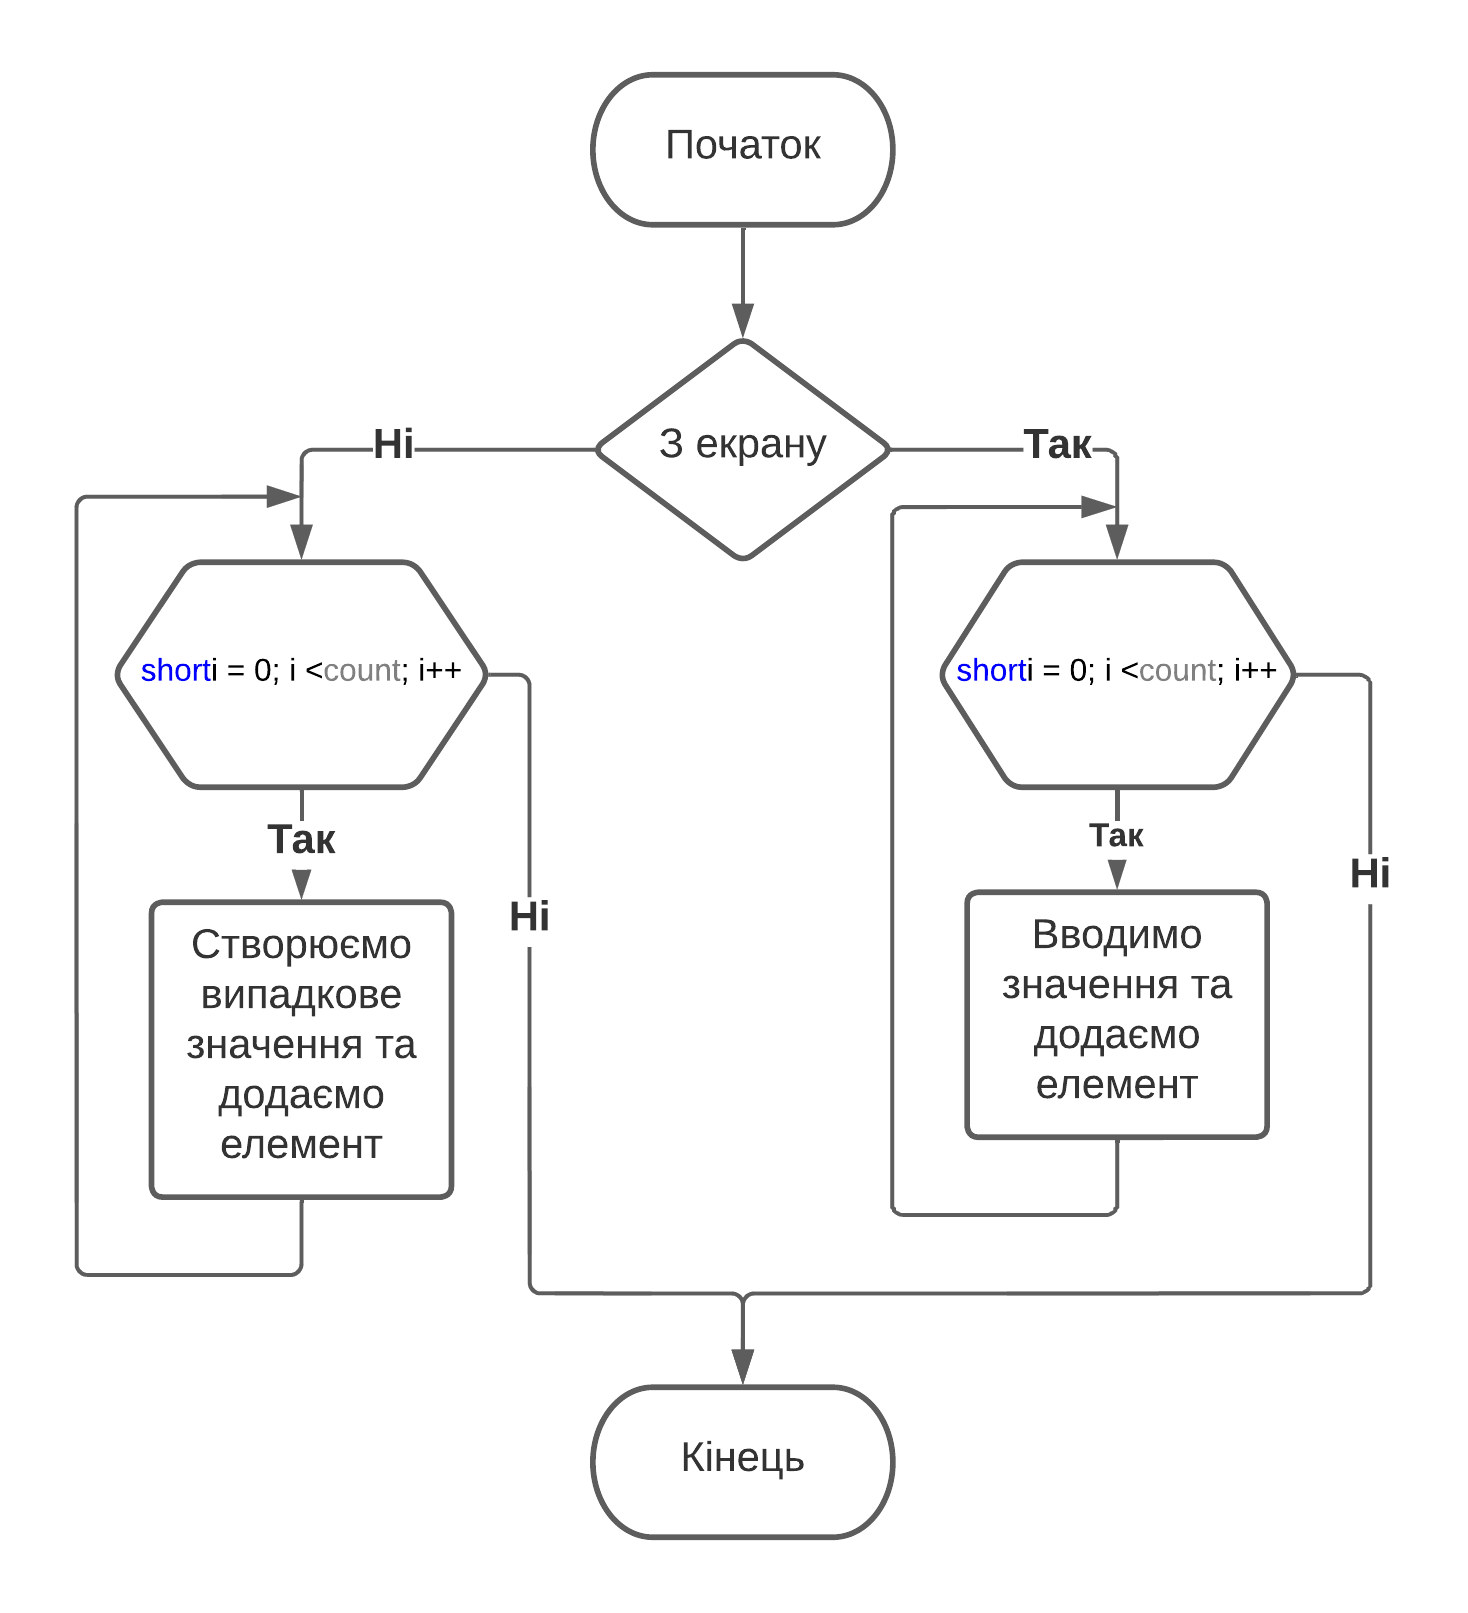 Початок
З екрану
Ні
Так
shorti = 0; i <count; i++
shorti = 0; i <count; i++
Так
Так
Ні
Ні
Створюємо
випадкове
значення та
додаємо
елемент
Вводимо
значення та
додаємо
елемент
Кінець